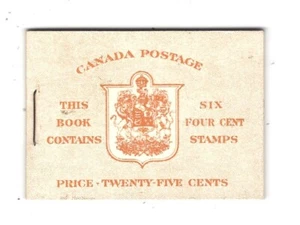 CANADA POSTAGE
THIS
BOOK
CONTAINS
SIX
FOUR CENT
STAMPS
PRICE · TWENTY-FIVE CENTS